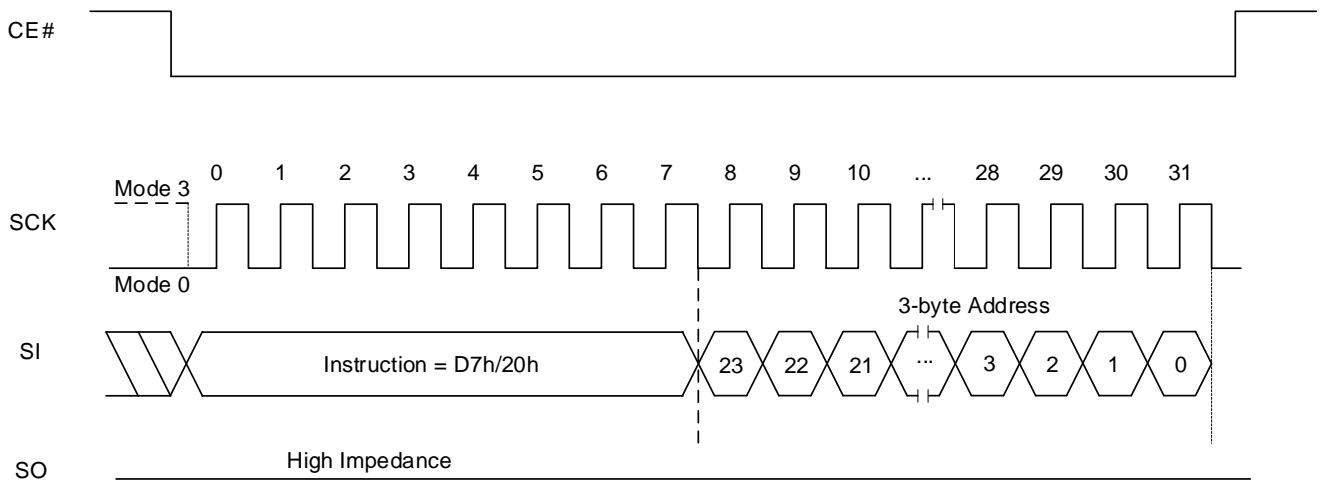 CE#
0 1 2 3 4 5 6 7 8 9 10 ... 28 29 30 31
Mode 3
SCK
Mode 0
3-byte Address
SI
Instruction = D7h/20h 23 22 21 ... 3 2 1 0
High Impedance
SO